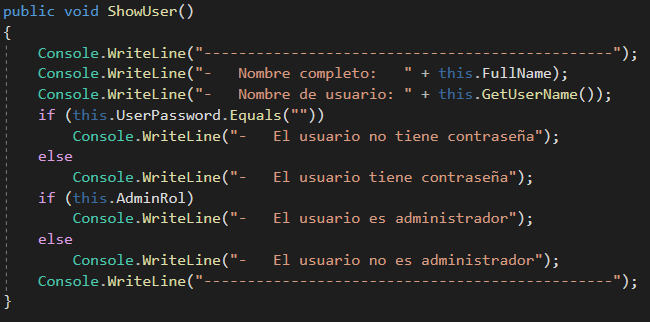 public void ShowUser()
{
    Console.WriteLine("-----------------------------------------------");
    Console.WriteLine("-   Nombre completo:   " + this.FullName);
    Console.WriteLine("-   Nombre de usuario: " + this.GetUserName());
    if (this.UserPassword.Equals(""))
        Console.WriteLine("-   El usuario no tiene contraseña");
    else
        Console.WriteLine("-   El usuario tiene contraseña");
    if (this.AdminRol)
        Console.WriteLine("-   El usuario es administrador");
    else
        Console.WriteLine("-   El usuario no es administrador");
    Console.WriteLine("-----------------------------------------------");
}